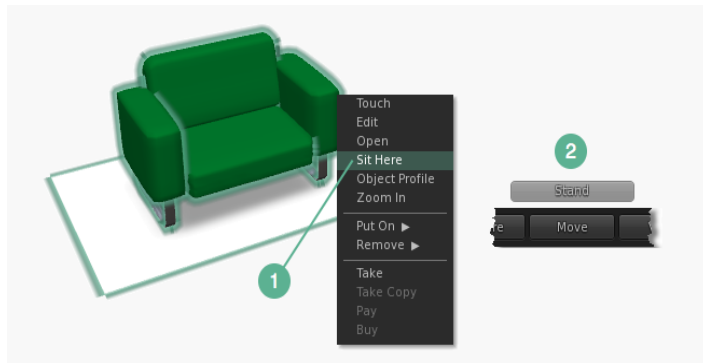 Touch
Edit
Open
Sit Here
Object Profile
Zoom In
Put On ▶
Remove ▶
Take
Take Copy
Pay
Buy
1
2
Stand
re Move